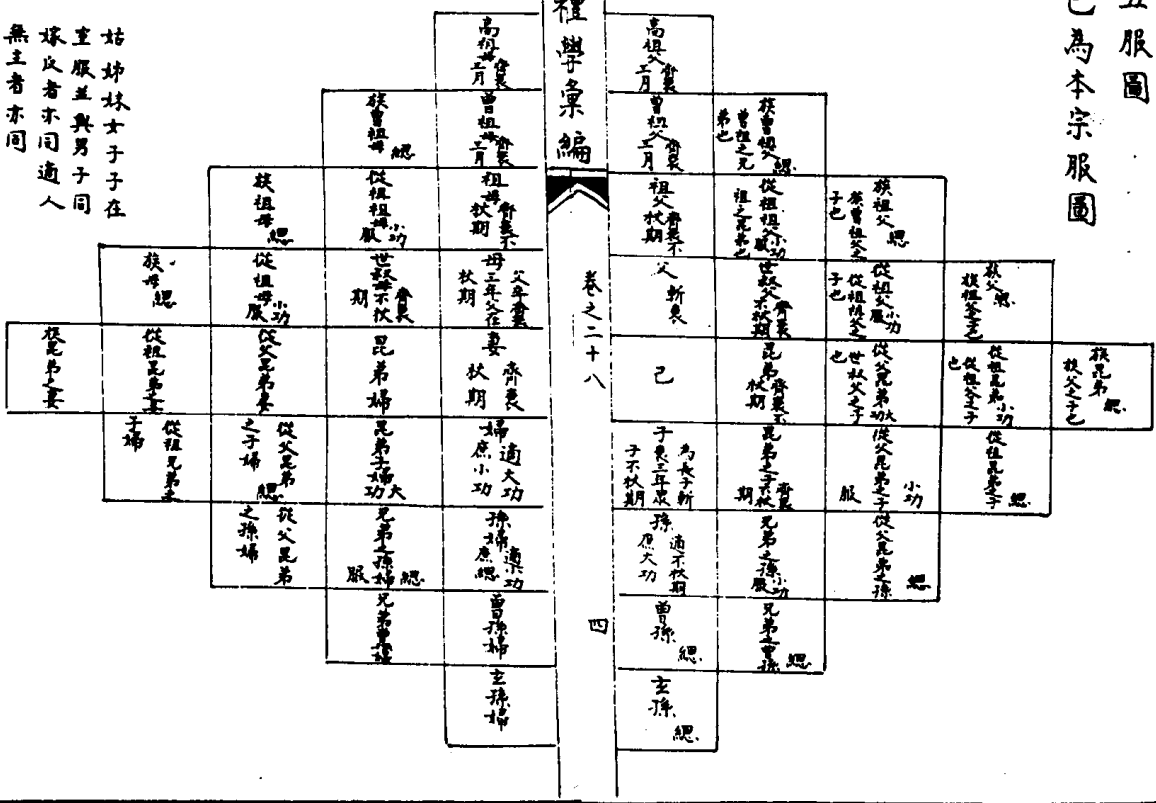 五服圖
己為本宗服圖
高祖父 齊衰三月
曾祖父 齊衰三月
族曾祖父 緦
曾祖之兄弟也
祖父 齊衰不杖期
從祖祖父 小功服
祖之昆弟也
族祖父 緦
族曾祖父之子也
父 斬衰
世叔父 齊衰不杖期
從祖父 小功服
從祖祖父之子也
族父 緦
族祖父之子也
己
昆弟 齊衰不杖期
從父昆弟 大功
世叔父之子也
從祖昆弟 小功
從祖父之子也
族昆弟 緦
族父之子也
子 為長子斬衰三年眾子不杖期
昆弟之子 齊衰不杖期
從父昆弟之子 小功服
從祖昆弟之子 緦
孫 適不杖期
庶大功
兄弟之孫 小功服
從父昆弟之孫 緦
曾孫 緦
兄弟之曾孫 緦
玄孫 緦
禮學彙編
卷之二十八
四
高祖母 齊衰三月
曾祖母 齊衰三月
族曾祖母 緦
祖母 齊衰不杖期
從祖祖母 小功服
族祖母 緦
母 父卒齊衰三年父在杖期
世叔母 齊衰不杖期
從祖母 小功服
族母 緦
妻 齊衰杖期
昆弟婦
從父昆弟妻
從祖昆弟之妻
族昆弟之妻
婦 適大功
庶小功
昆弟子婦 大功
從父昆弟之子婦 緦
從祖兄弟之子婦
孫婦 適小功
庶緦
兄弟之孫婦 緦服
從父昆弟之孫婦
曾孫婦
兄弟曾孫婦
玄孫婦
姑姊妹女子子在
室服並與男子同
嫁反者亦同適人
無主者亦同